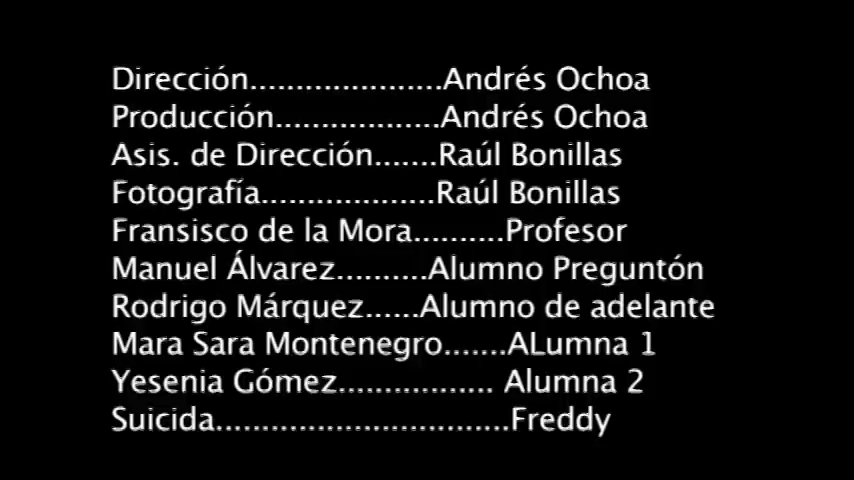 Dirección.....................Andrés Ochoa
Producción..................Andrés Ochoa
Asis. de Dirección.......Raúl Bonillas
Fotografía...................Raúl Bonillas
Fransisco de la Mora..........Profesor
Manuel Álvarez..........Alumno Preguntón
Rodrigo Márquez......Alumno de adelante
Mara Sara Montenegro.......ALumna 1
Yesenia Gómez................. Alumna 2
Suicida................................Freddy